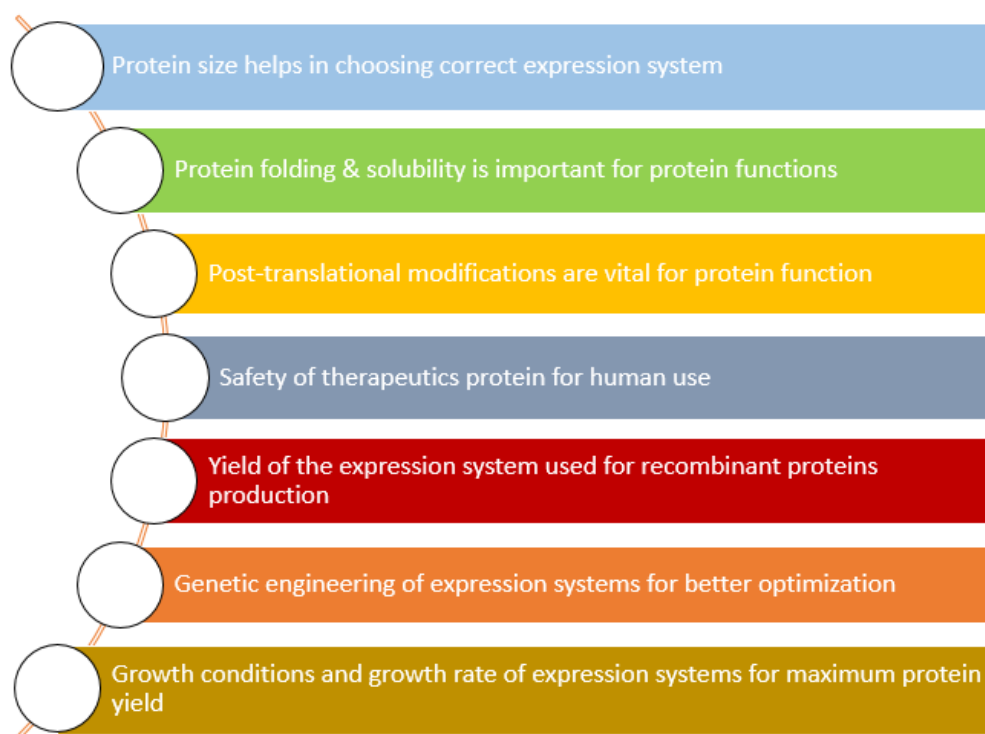 Protein size helps in choosing correct expression system
Protein folding & solubility is important for protein functions
Post-translational modifications are vital for protein function
Safety of therapeutics protein for human use
Yield of the expression system used for recombinant proteins
production
Genetic engineering of expression systems for better optimization
Growth conditions and growth rate of expression systems for maximum protein
yield